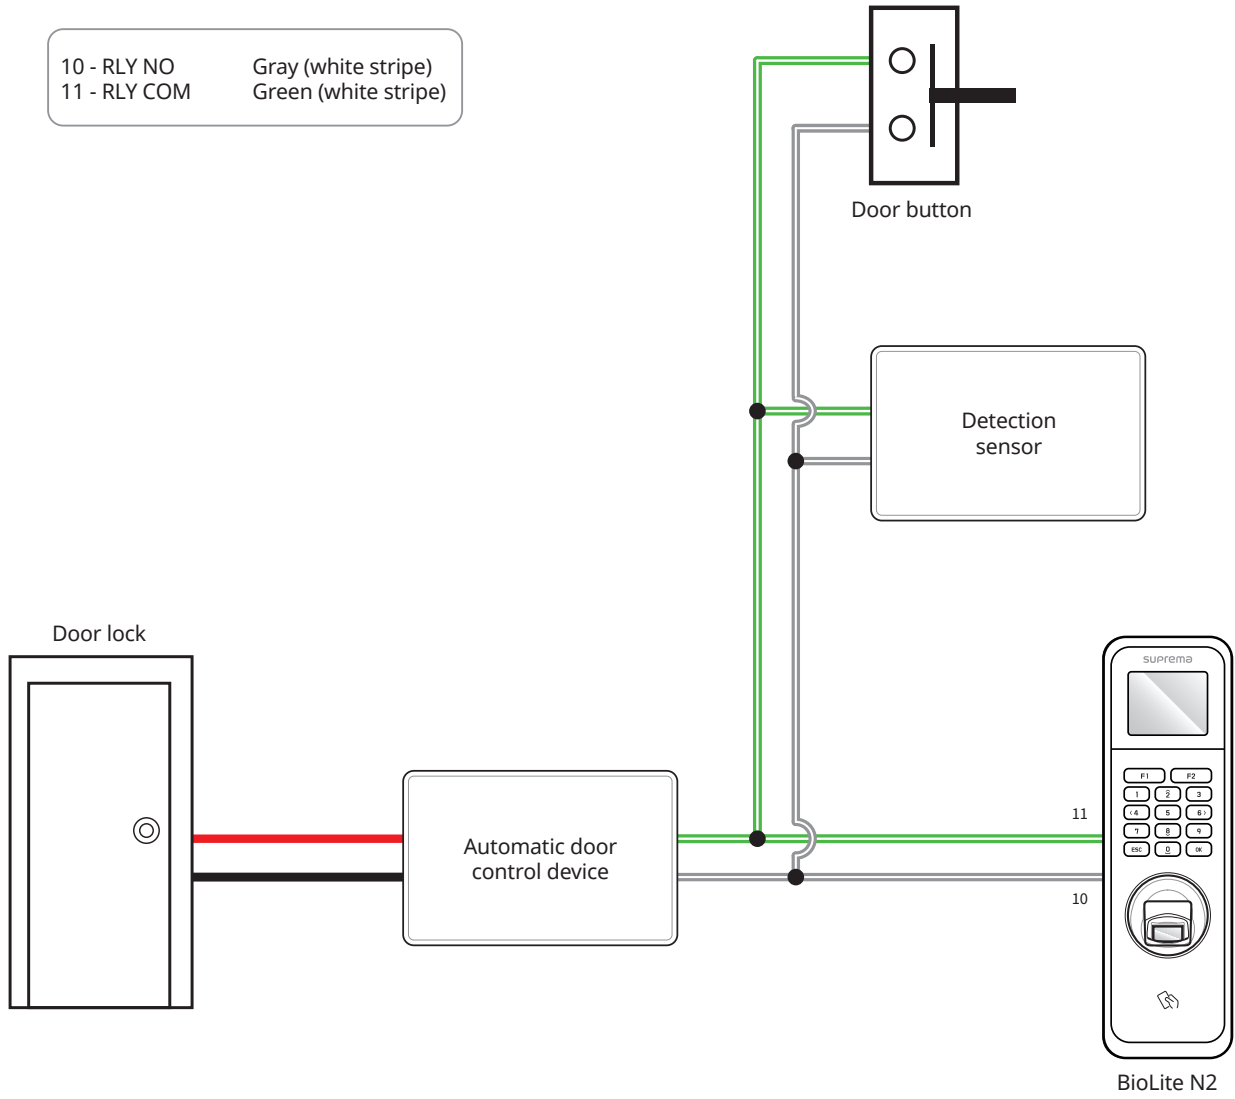 10 - RLY NO Gray (white stripe)
11 - RLY COM Green (white stripe)
Door button
Detection
sensor
Door lock
Automatic door
control device
11
10
suprema
F1 F2
1 2 3
‹4 5 6›
7 8 9
ESC 0 OK
BioLite N2